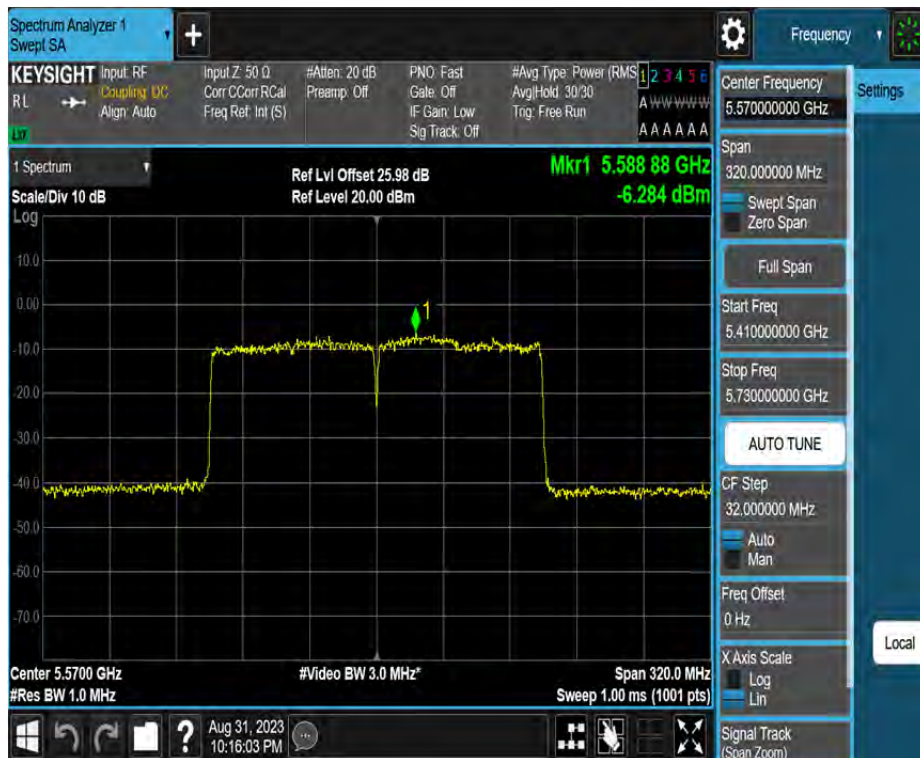 Spectrum Analyzer 1
Swept SA
+
Frequency
KEYSIGHT
RL
LXI
Input: RF
Coupling: DC
Align: Auto
Input Z: 50 Ω
Corr CCorr RCal
Freq Ref: Int (S)
#Atten: 20 dB
Preamp: Off
PNO: Fast
Gate: Off
IF Gain: Low
Sig Track: Off
#Avg Type: Power (RMS
Avg|Hold: 30/30
Trig: Free Run
1 2 3 4 5 6
A W W W W W
A A A A A A
1 Spectrum
Scale/Div 10 dB
Ref Lvl Offset 25.98 dB
Ref Level 20.00 dBm
Mkr1 5.588 88 GHz
-6.284 dBm
Log
10.0
0.00
-10.0
-20.0
-30.0
-40.0
-50.0
-60.0
-70.0
1
Center 5.5700 GHz
#Res BW 1.0 MHz
#Video BW 3.0 MHz*
Span 320.0 MHz
Sweep 1.00 ms (1001 pts)
?
Aug 31, 2023
10:16:03 PM
Center Frequency
5.570000000 GHz
Span
320.000000 MHz
Swept Span
Zero Span
Full Span
Start Freq
5.410000000 GHz
Stop Freq
5.730000000 GHz
AUTO TUNE
CF Step
32.000000 MHz
Auto
Man
Freq Offset
0 Hz
X Axis Scale
Log
Lin
Signal Track
(Span Zoom)
Settings
Local